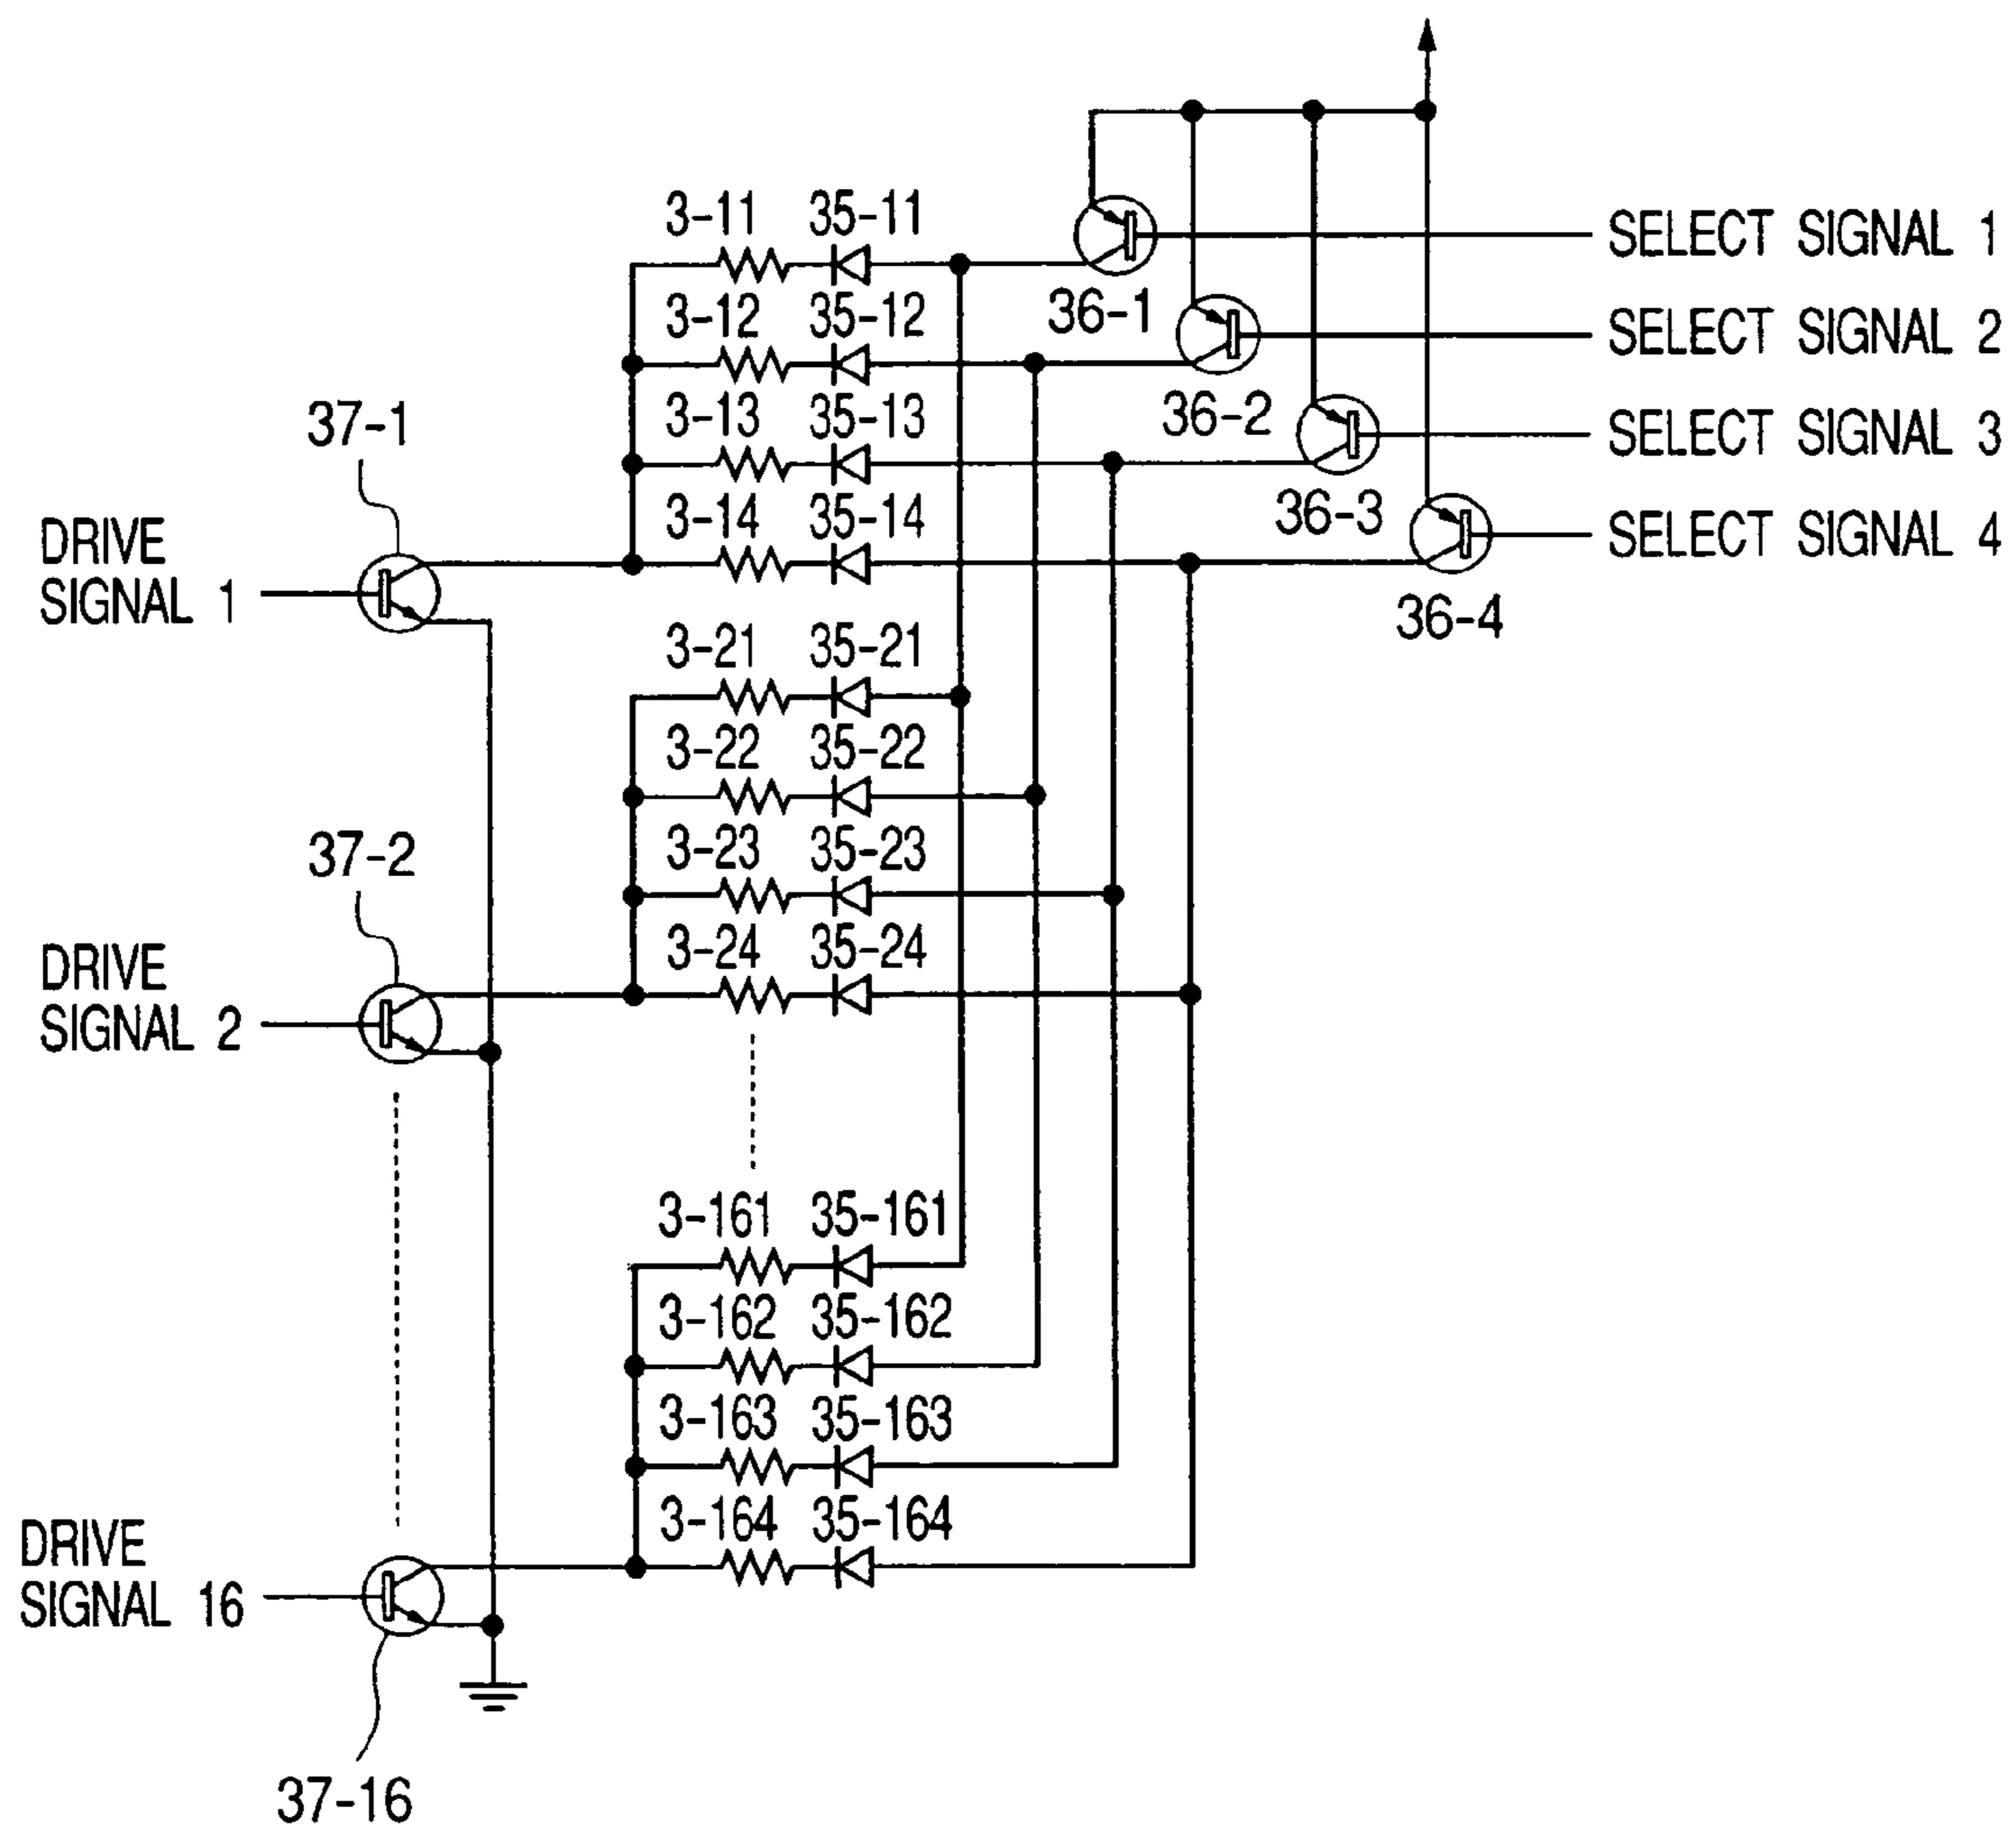 3-11 35-11
SELECT SIGNAL 1
3-12 35-12
36-1
SELECT SIGNAL 2
3-13 35-13
36-2
37-1
SELECT SIGNAL 3
3-14 35-14
36-3
DRIVE
SIGNAL 1
SELECT SIGNAL 4
36-4
3-21 35-21
3-22 35-22
3-23 35-23
37-2
3-24 35-24
DRIVE
SIGNAL 2
3-161 35-161
3-162 35-162
3-163 35-163
3-164 35-164
DRIVE
SIGNAL 16
37-16